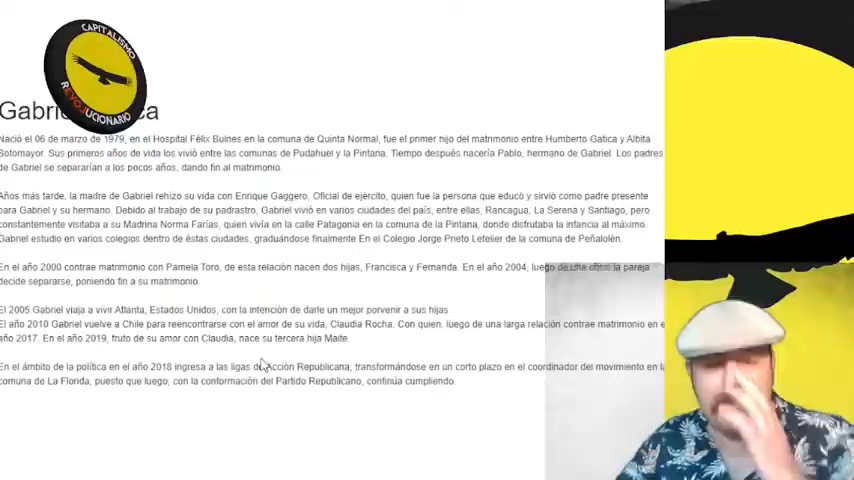 CAPITALISMO
REVOLUCIONARIO
Gabri ca
Nació el 06 de marzo de 1979, en el Hospital Félix Bulnes en la comuna de Quinta Normal, fue el primer hijo del matrimonio entre Humberto Gatica y Albita
Sotomayor. Sus primeros años de vida los vivió entre las comunas de Pudahuel y la Pintana. Tiempo después nacería Pablo, hermano de Gabriel. Los padres
de Gabriel se separarían a los pocos años, dando fin al matrimonio.
Años más tarde, la madre de Gabriel rehízo su vida con Enrique Gaggero, Oficial de ejército, quien fue la persona que educó y sirvió como padre presente
para Gabriel y su hermano. Debido al trabajo de su padrastro, Gabriel vivió en varios ciudades del país, entre ellas, Rancagua, La Serena y Santiago, pero
constantemente visitaba a su Madrina Norma Farías, quien vivía en la calle Patagonia en la comuna de la Pintana, donde disfrutaba la infancia al máximo.
Gabriel estudio en varios colegios dentro de éstas ciudades, graduándose finalmente En el Colegio Jorge Prieto Letelier de la comuna de Peñalolén.
En el año 2000 contrae matrimonio con Pamela Toro, de esta relación nacen dos hijas, Francisca y Fernanda. En el año 2004, luego de una crisis la pareja
decide separarse, poniendo fin a su matrimonio.
El 2005 Gabriel viaja a vivir Atlanta, Estados Unidos, con la intención de darle un mejor porvenir a sus hijas
El año 2010 Gabriel vuelve a Chile para reencontrarse con el amor de su vida, Claudia Rocha. Con quien. luego de una larga relación contrae matrimonio en e
año 2017. En el año 2019, fruto de su amor con Claudia, nace su tercera hija Maite.
En el ámbito de la política en el año 2018 ingresa a las ligas de Acción Republicana, transformándose en un corto plazo en el coordinador del movimiento en la
comuna de La Florida, puesto que luego, con la conformación del Partido Republicano, continúa cumpliendo.